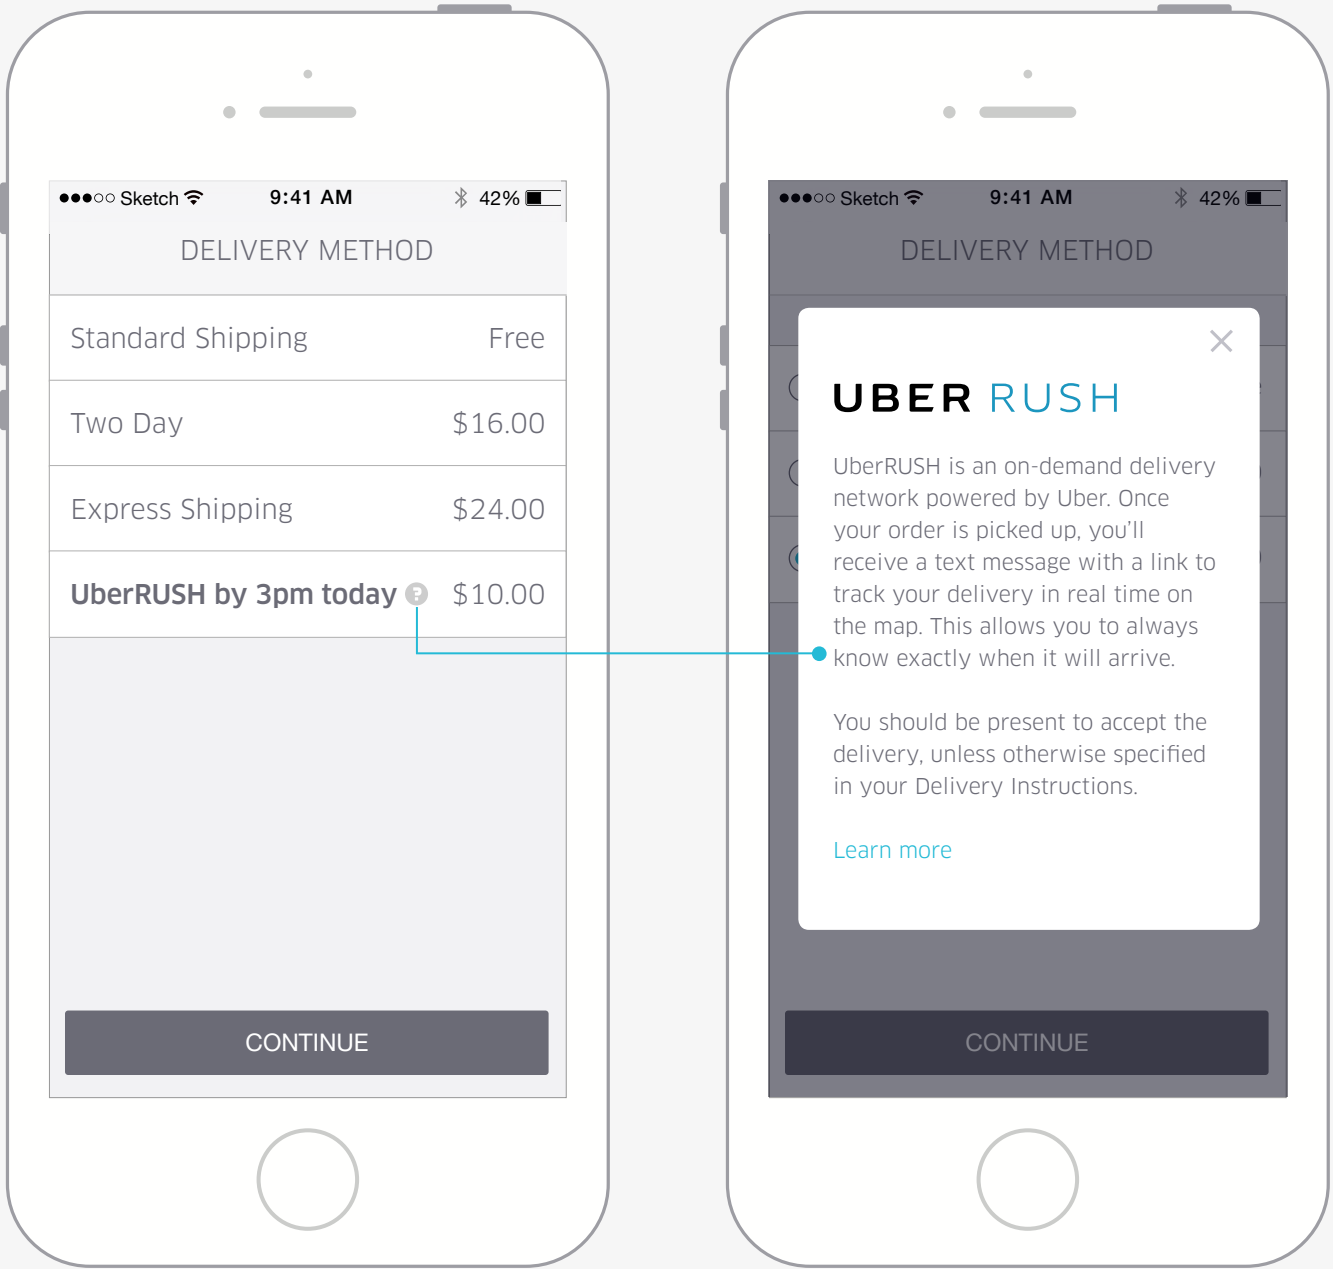 Sketch 9:41 AM 42%
DELIVERY METHOD
Standard Shipping Free
Two Day $16.00
Express Shipping $24.00
UberRUSH by 3pm today ? $10.00
CONTINUE
Sketch 9:41 AM 42%
DELIVERY METHOD
UBER RUSH
UberRUSH is an on-demand delivery
network powered by Uber. Once
your order is picked up, you’ll
receive a text message with a link to
track your delivery in real time on
the map. This allows you to always
know exactly when it will arrive.
You should be present to accept the
delivery, unless otherwise specified
in your Delivery Instructions.
Learn more
CONTINUE